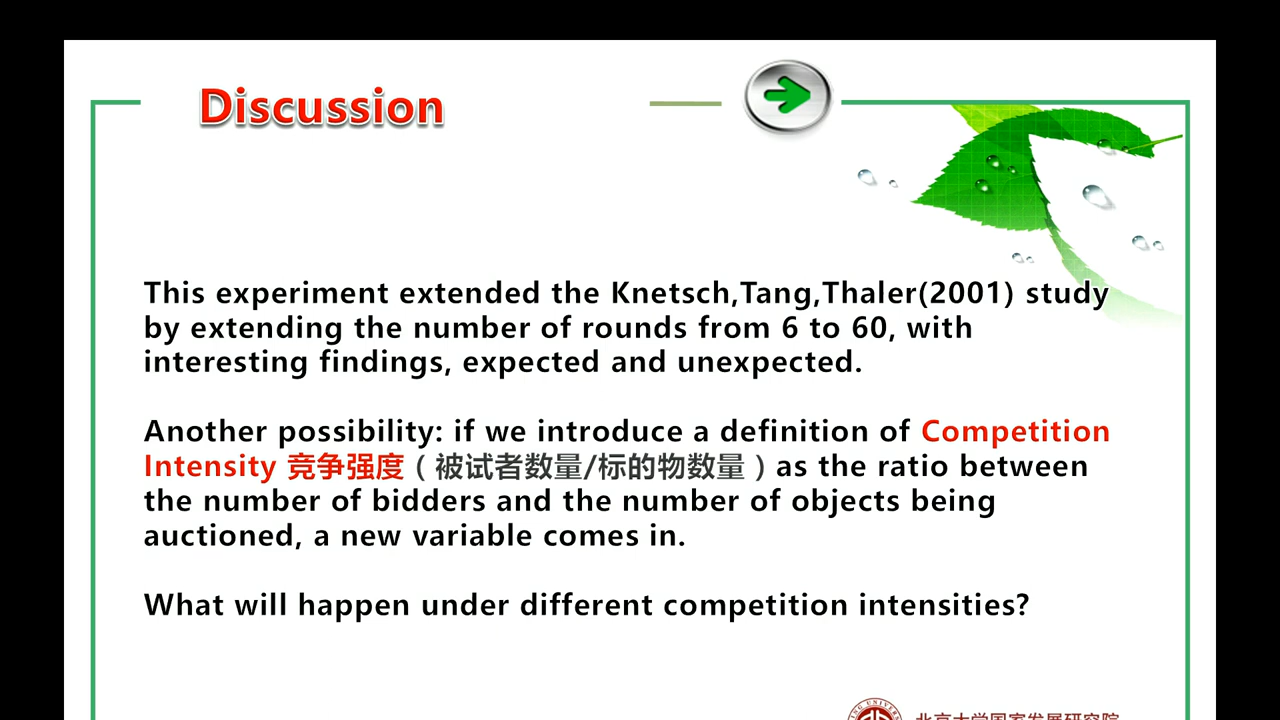 Discussion
This experiment extended the Knetsch,Tang,Thaler(2001) study
by extending the number of rounds from 6 to 60, with
interesting findings, expected and unexpected.
Another possibility: if we introduce a definition of Competition
Intensity 竞争强度（被试者数量/标的物数量）as the ratio between
the number of bidders and the number of objects being
auctioned, a new variable comes in.
What will happen under different competition intensities?
北京大学国家发展研究院